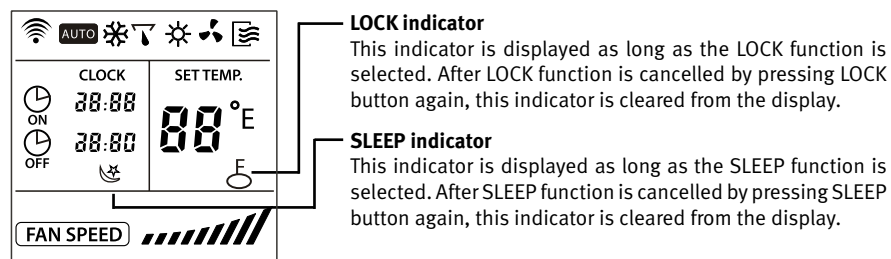 AUTO
CLOCK
SET TEMP.
ON
88:88
88
°E
OFF
88:80
FAN SPEED
LOCK indicator
This indicator is displayed as long as the LOCK function is
selected. After LOCK function is cancelled by pressing LOCK
button again, this indicator is cleared from the display.
SLEEP indicator
This indicator is displayed as long as the SLEEP function is
selected. After SLEEP function is cancelled by pressing SLEEP
button again, this indicator is cleared from the display.